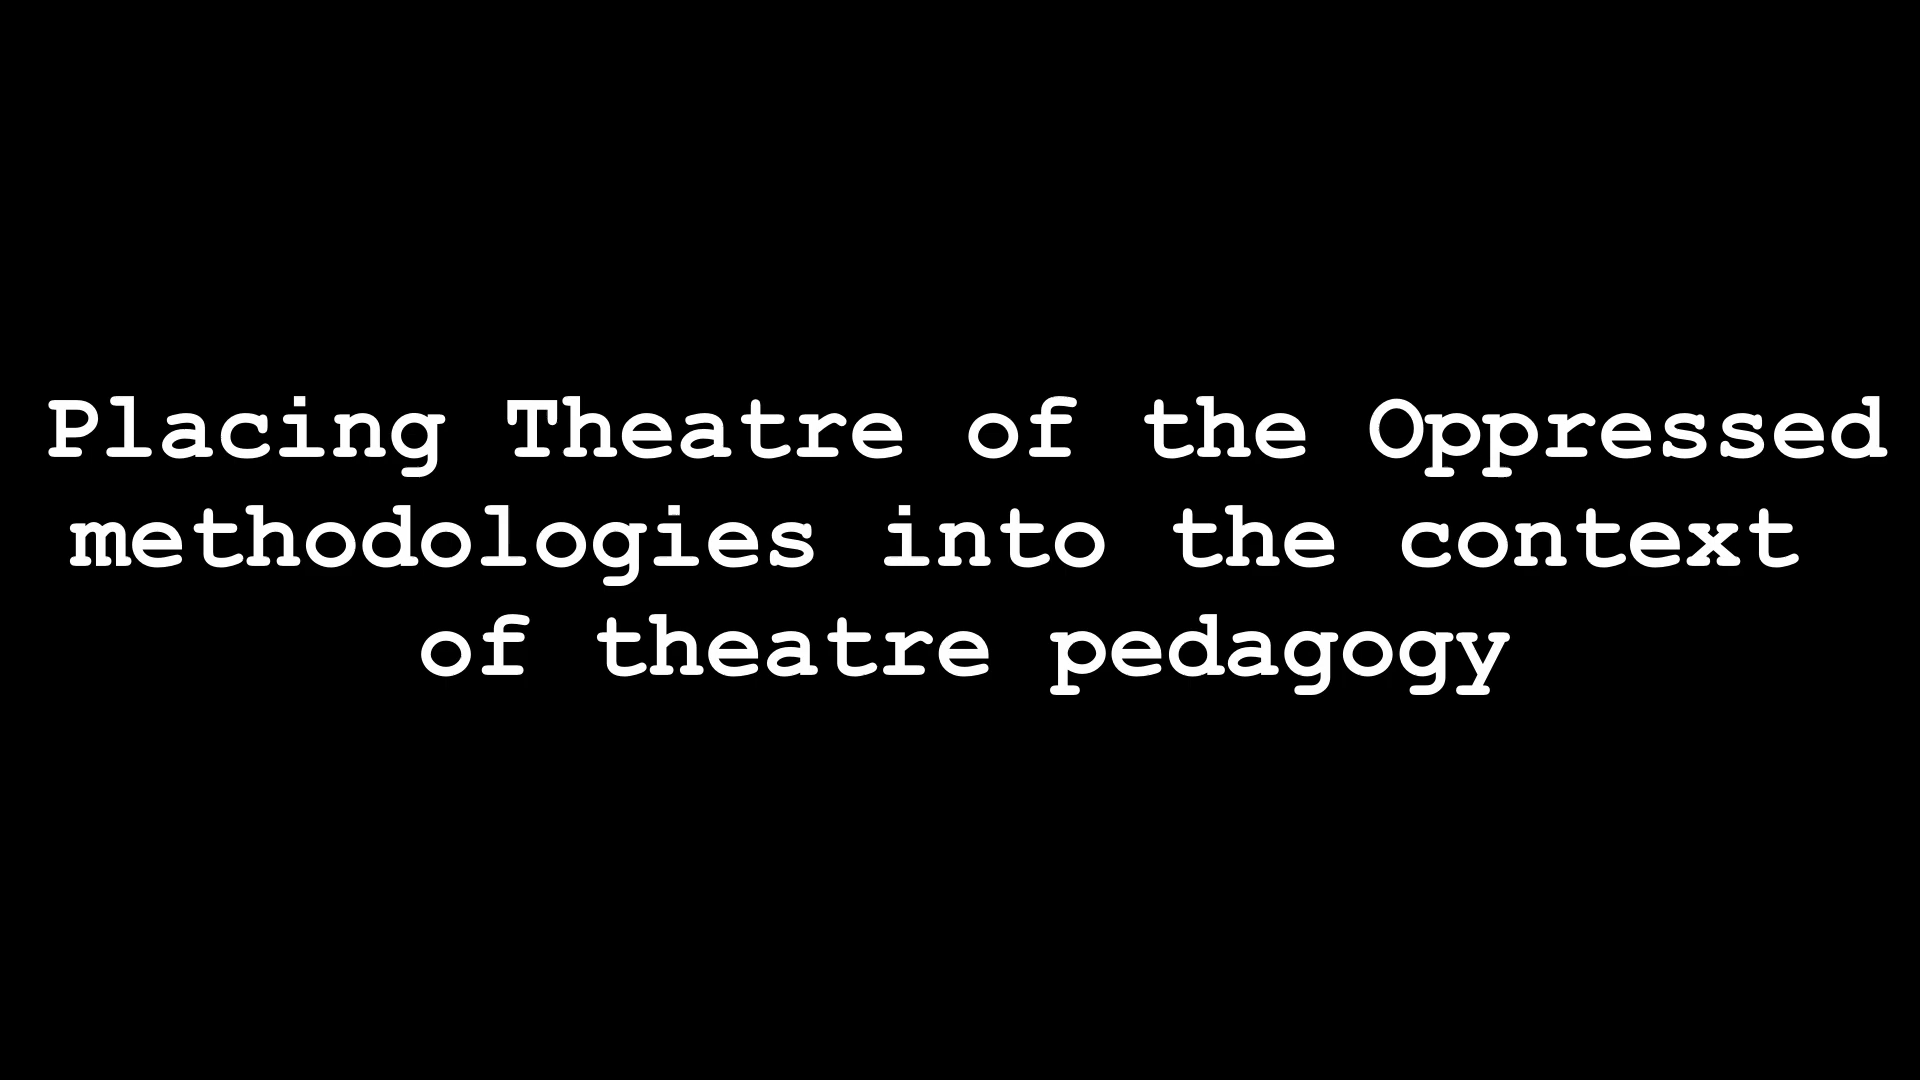 Placing Theatre of the Oppressed
methodologies into the context
of theatre pedagogy